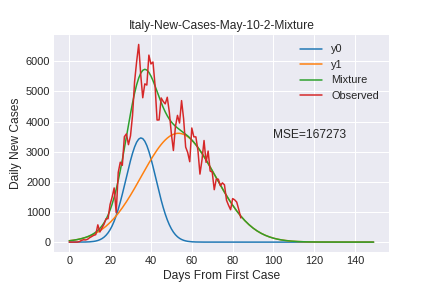 Italy-New-Cases-May-10-2-Mixture
y0
y1
Mixture
Observed
MSE=167273
Daily New Cases
6000
5000
4000
3000
2000
1000
0
0 20 40 60 80 100 120 140
Days From First Case